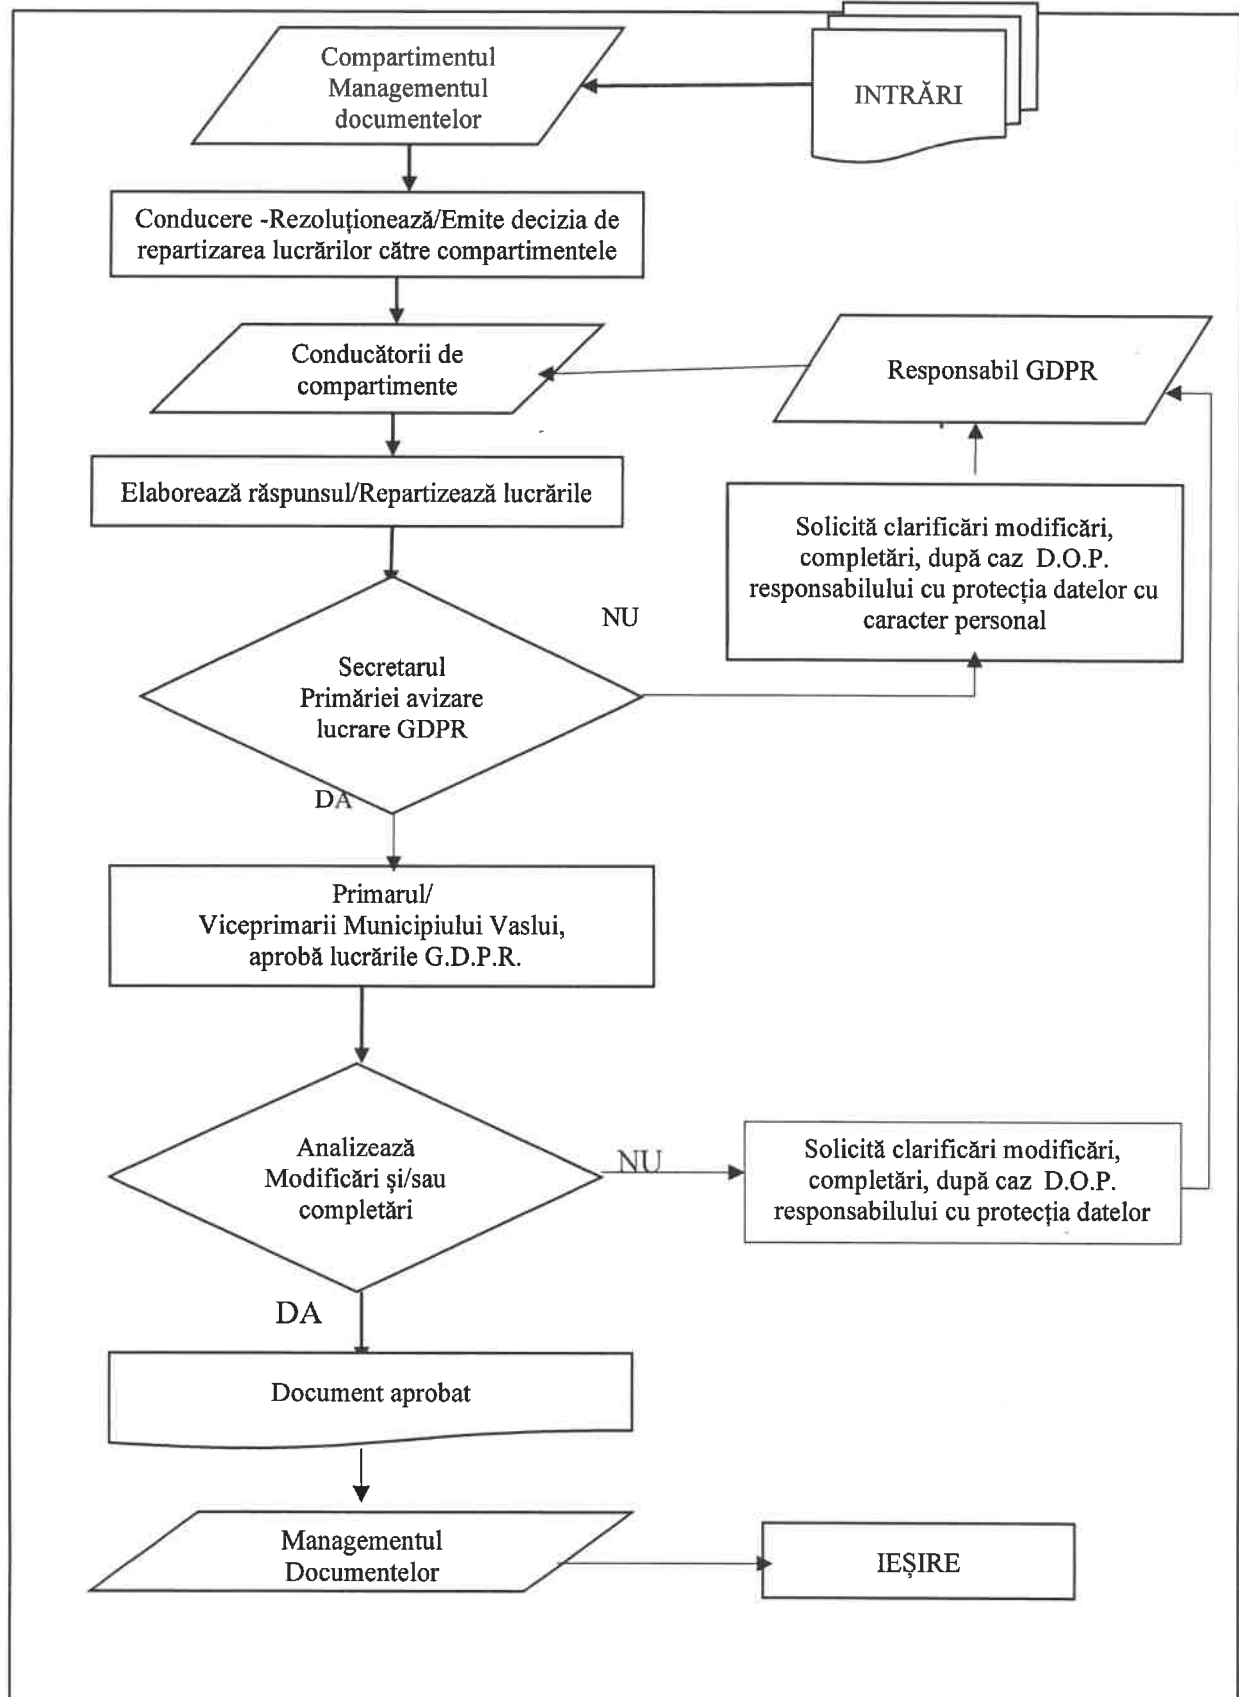 Compartimentul
Managementul
documentelor
INTRĂRI
Conducere -Rezoluționează/Emite decizia de
repartizarea lucrărilor către compartimentele
Conducătorii de
compartimente
Responsabil GDPR
Elaborează răspunsul/Repartizează lucrările
Solicită clarificări modificări,
completări, după caz D.O.P.
responsabilului cu protecția datelor cu
caracter personal
NU
Secretarul
Primăriei avizare
lucrare GDPR
DA
Primarul/
Viceprimarii Municipiului Vaslui,
aprobă lucrările G.D.P.R.
Analizează
Modificări și/sau
completări
NU
Solicită clarificări modificări,
completări, după caz D.O.P.
responsabilului cu protecția datelor
DA
Document aprobat
Managementul
Documentelor
IEȘIRE